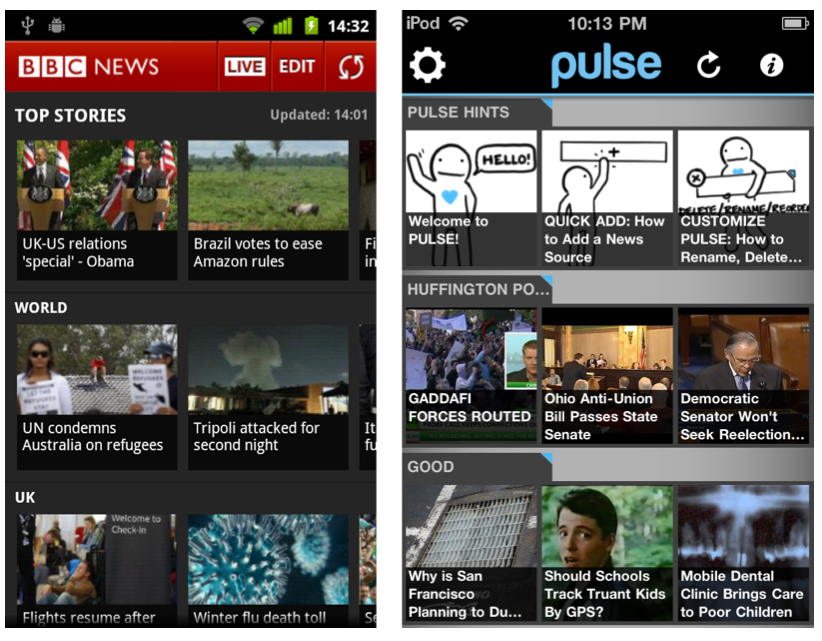 14:32
BBC NEWS
LIVE
EDIT
TOP STORIES
Updated: 14:01
UK-US relations
'special' - Obama
Brazil votes to ease
Amazon rules
Fi
in
WORLD
WELCOME
REFUGEES
UN condemns
Australia on refugees
Tripoli attacked for
second night
It
fu
UK
Welcome to
Check-in
Flights resume after
Winter flu death toll
Se
iPod
10:13 PM
pulse
i
PULSE HINTS
HELLO!
Welcome to
PULSE!
+
QUICK ADD: How
to Add a News
Source
DELETE/RENAME/REORDE
CUSTOMIZE
PULSE: How to
Rename, Delete...
HUFFINGTON PO...
GADDAFI
FORCES ROUTED
Ohio Anti-Union
Bill Passes State
Senate
Democratic
Senator Won't
Seek Reelection...
GOOD
Why is San
Francisco
Planning to Du...
Should Schools
Track Truant Kids
By GPS?
Mobile Dental
Clinic Brings Care
to Poor Children